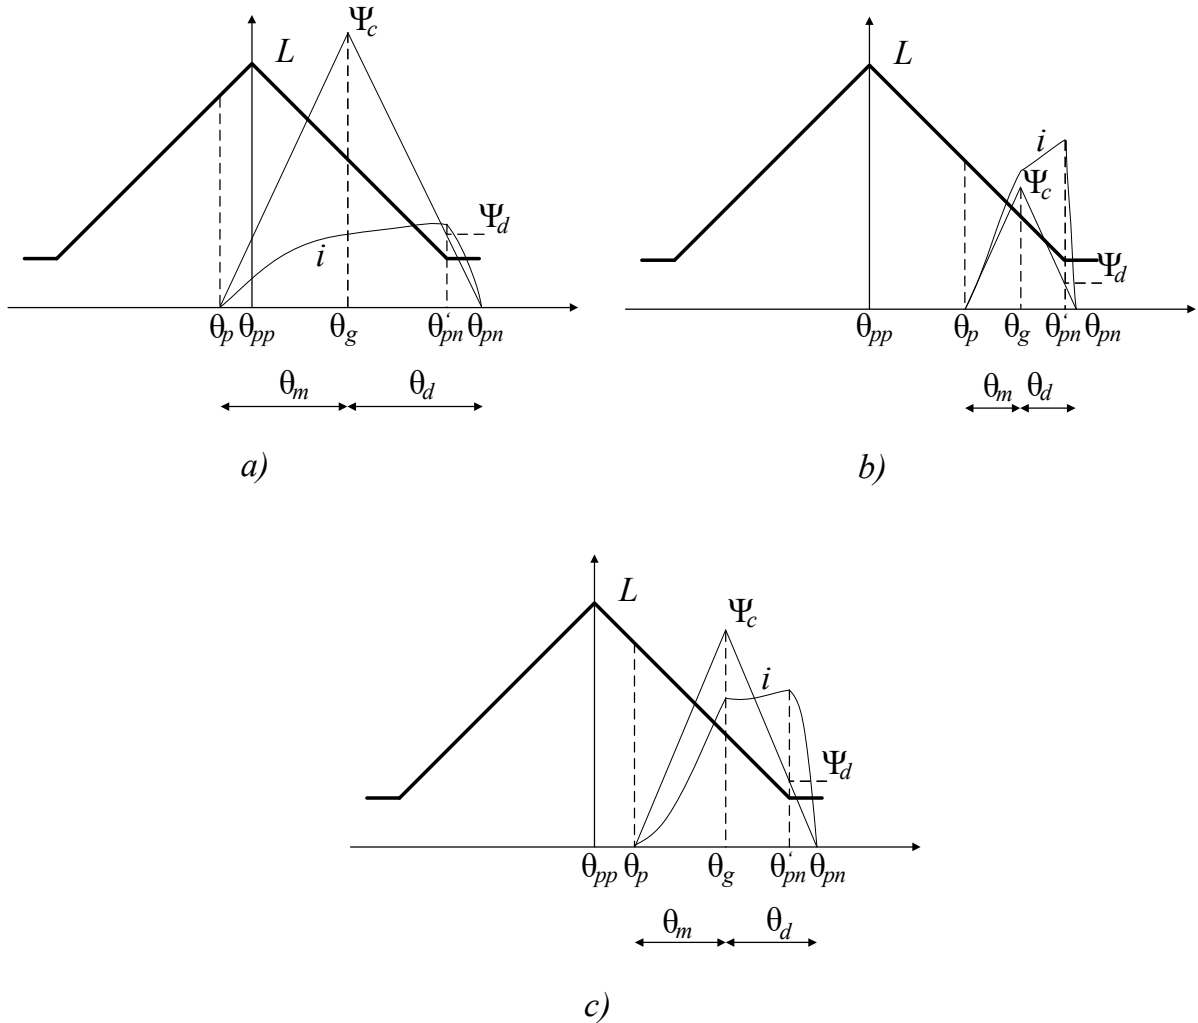 Ψc
L
i
Ψd
θp θpp θg θ'pn θpn
θm θd
a)
L
i
Ψc
Ψd
θpp θp θg θ'pn θpn
θm θd
b)
L
Ψc
i
Ψd
θpp θp θg θ'pn θpn
θm θd
c)